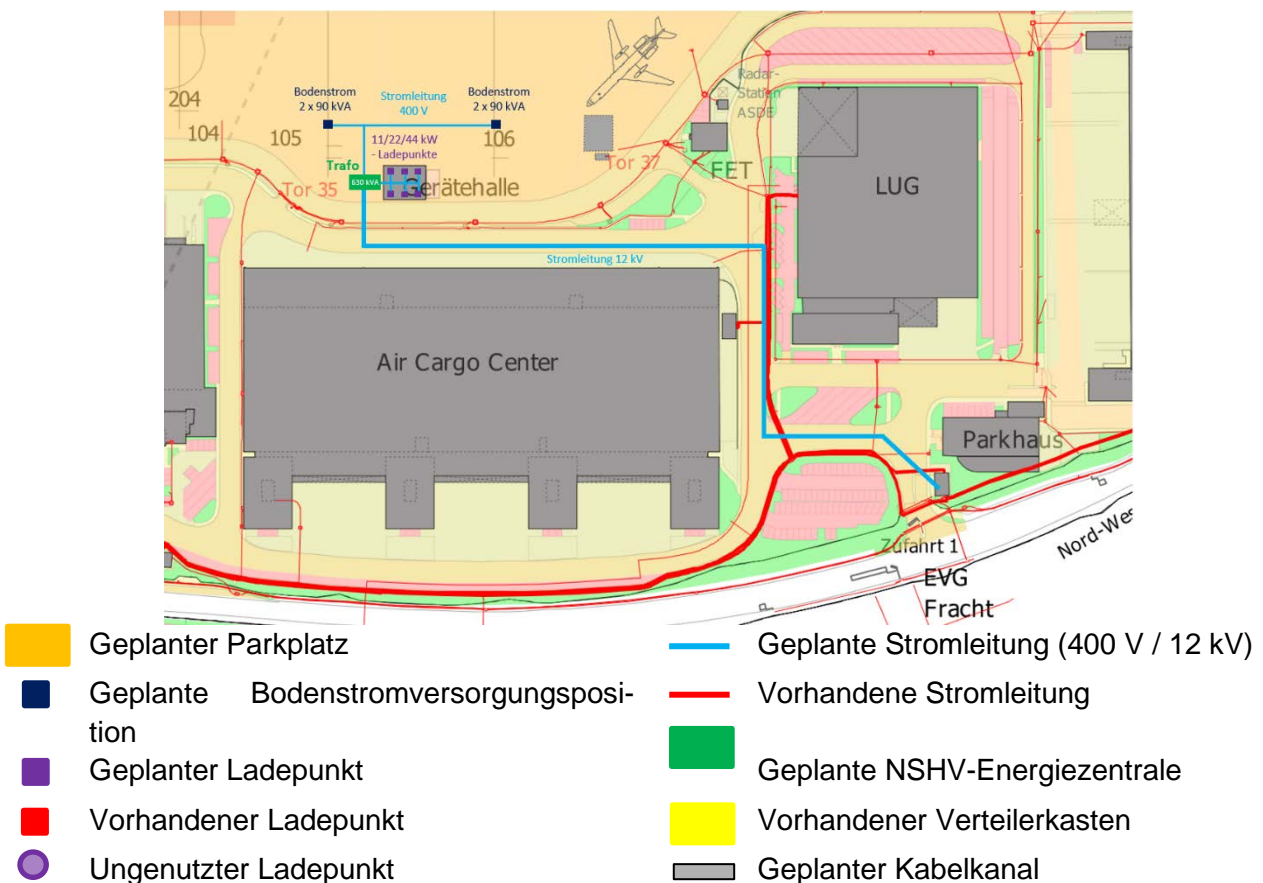 Radar-
Station
ASDE
Bodenstrom
2 x 90 kVA
Stromleitung
400 V
Bodenstrom
2 x 90 kVA
204
104
105
106
11/22/44 kW
- Ladepunkte
Trafo
630 kVA
Tor 35
Gerätehalle
Tor 37
FET
LUG
Stromleitung 12 kV
Air Cargo Center
Parkhaus
Zufahrt 1
EVG
Fracht
Nord-Wes
Geplanter Parkplatz
Geplante Stromleitung (400 V / 12 kV)
Geplante Bodenstromversorgungsposi-
tion
Vorhandene Stromleitung
Geplanter Ladepunkt
Geplante NSHV-Energiezentrale
Vorhandener Ladepunkt
Vorhandener Verteilerkasten
Ungenutzter Ladepunkt
Geplanter Kabelkanal